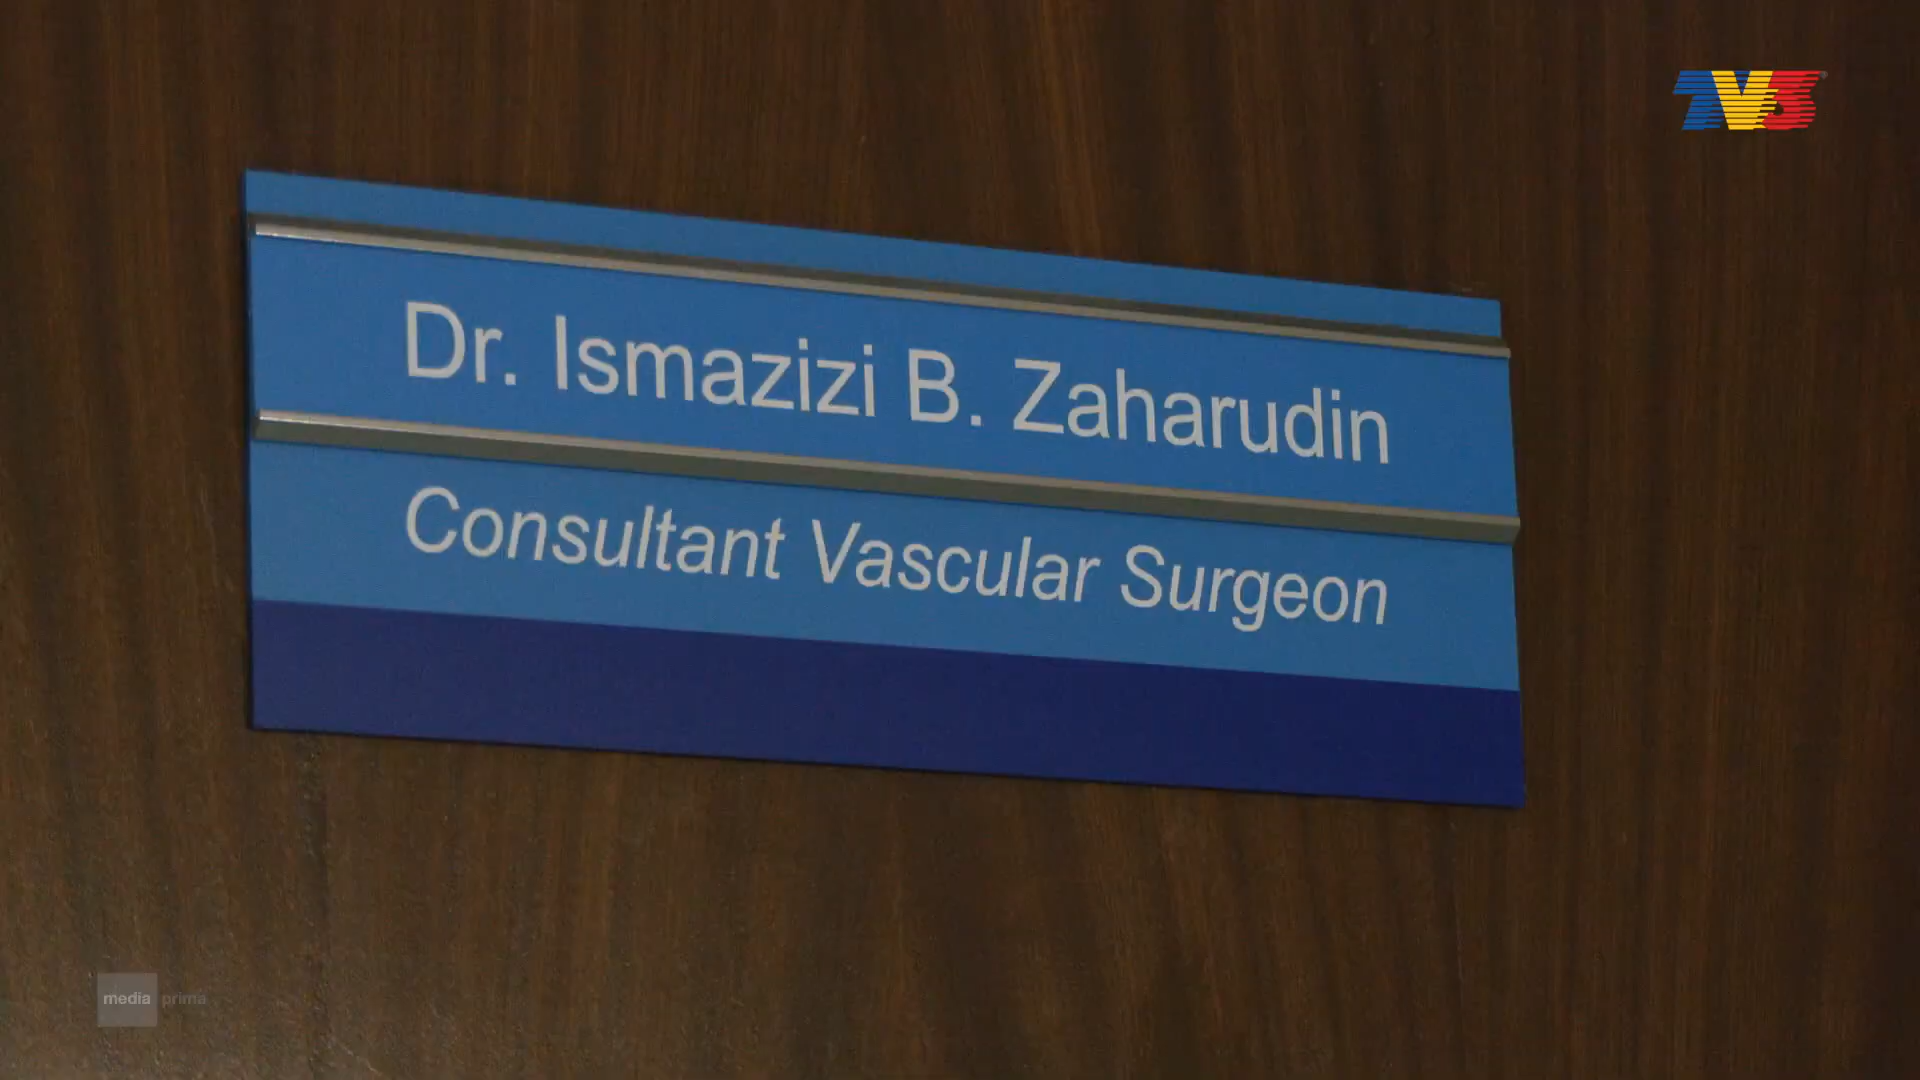 TV3
Dr. Ismazizi B. Zaharudin
Consultant Vascular Surgeon
media prima